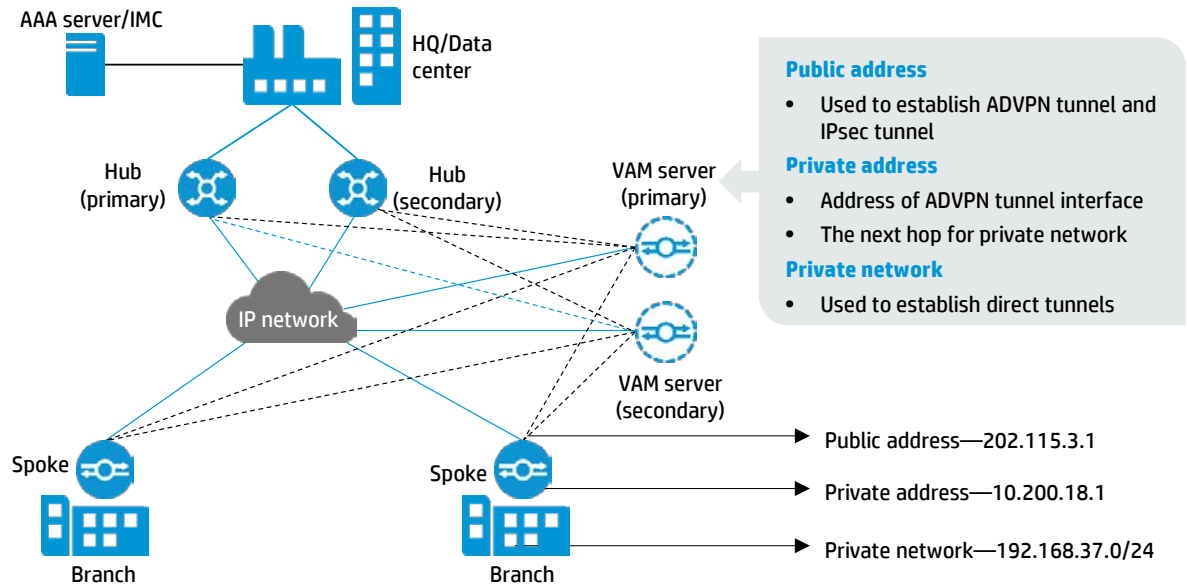 AAA server/IMC
HQ/Data
center
Hub
(primary)
Hub
(secondary)
VAM server
(primary)
IP network
VAM server
(secondary)
Spoke
Branch
Spoke
Branch
Public address
• Used to establish ADVPN tunnel and
IPsec tunnel
Private address
• Address of ADVPN tunnel interface
• The next hop for private network
Private network
• Used to establish direct tunnels
Public address—202.115.3.1
Private address—10.200.18.1
Private network—192.168.37.0/24